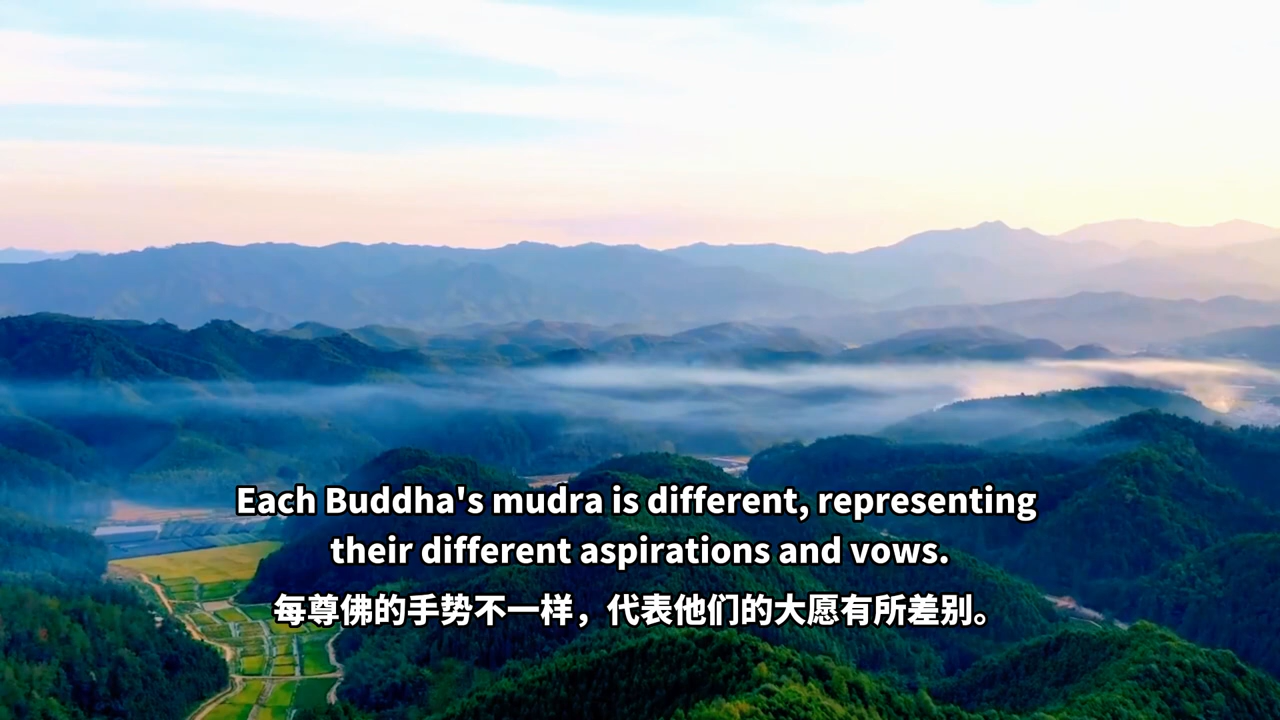 Each Buddha's mudra is different, representing
their different aspirations and vows.
每尊佛的手势不一样，代表他们的大愿有所差别。